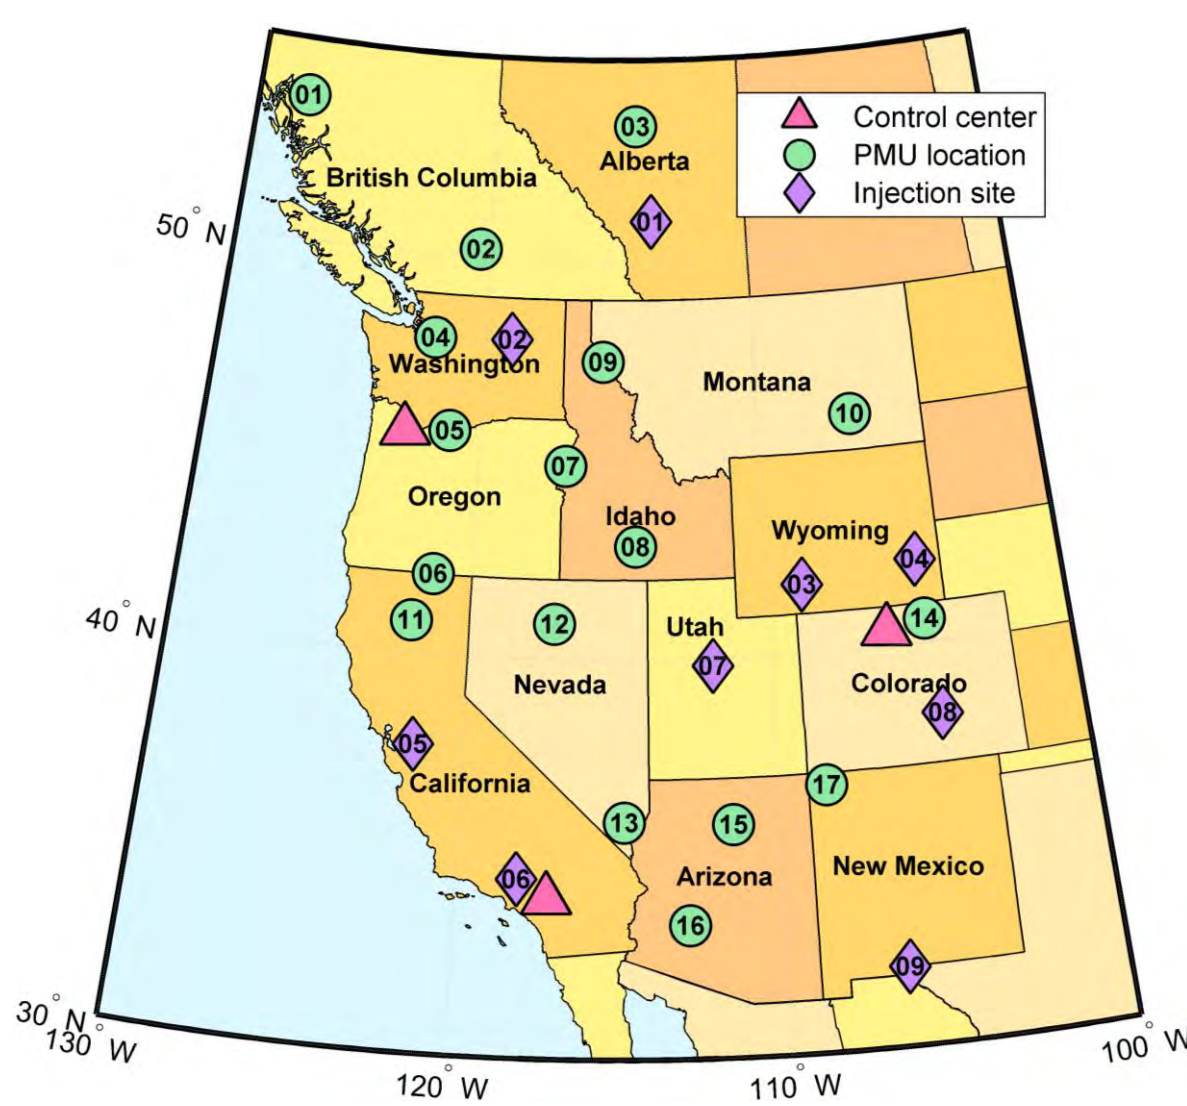 01
03
Control center
PMU location
Injection site
Alberta
British Columbia
01
50° N
02
04
02
09
Washington
Montana
10
05
07
Oregon
Idaho
Wyoming
08
04
06
03
40° N
11
12
14
Utah
07
Nevada
Colorado
08
05
California
17
13
15
New Mexico
Arizona
06
16
09
30° N
130° W
120° W
110° W
100° W